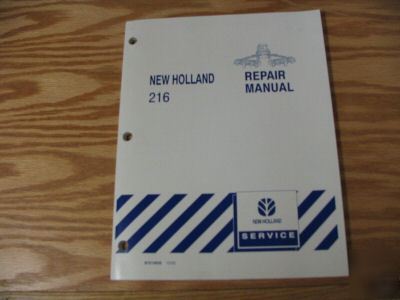 NEW HOLLAND
216
REPAIR
MANUAL
NEW HOLLAND
SERVICE